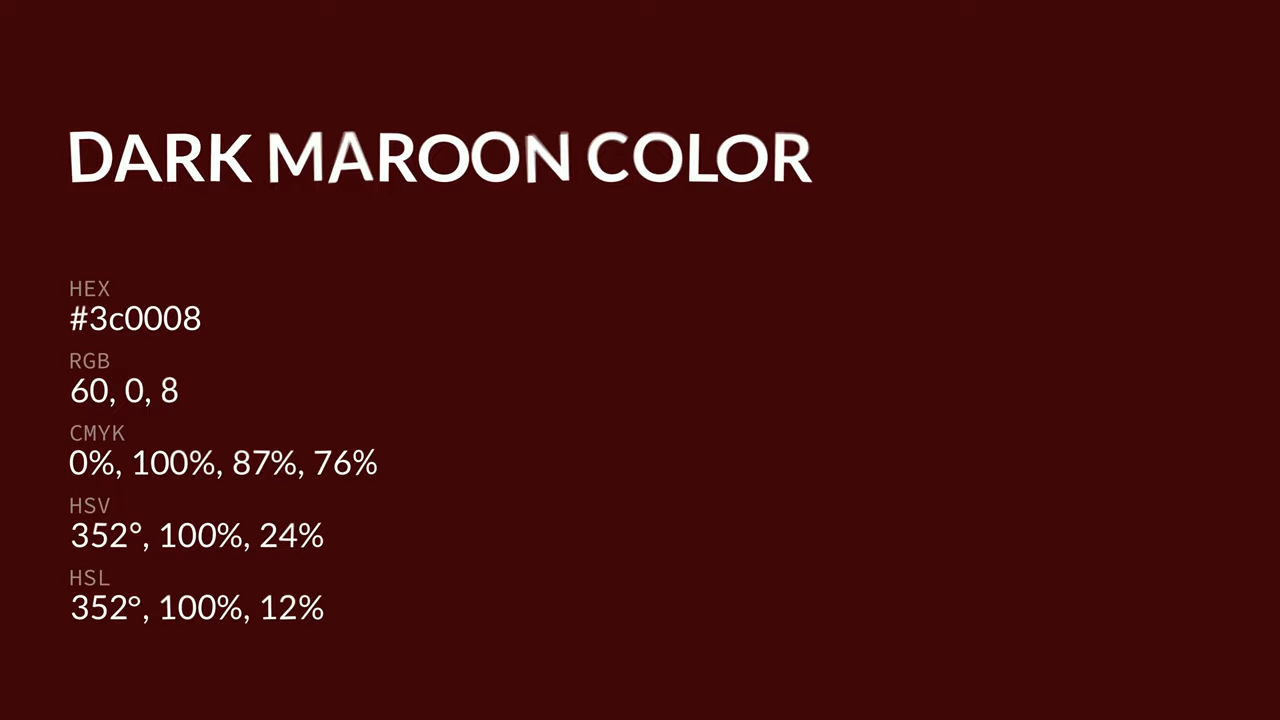 DARK MAROON COLOR
HEX
#3c0008
RGB
60, 0, 8
CMYK
0%, 100%, 87%, 76%
HSV
352°, 100%, 24%
HSL
352°, 100%, 12%